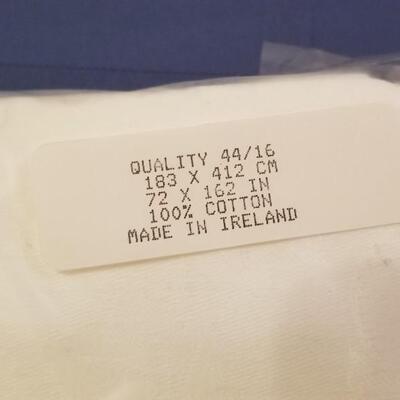 QUALITY 44/16
183 X 412 CM
72 X 162 IN
100% COTTON
MADE IN IRELAND